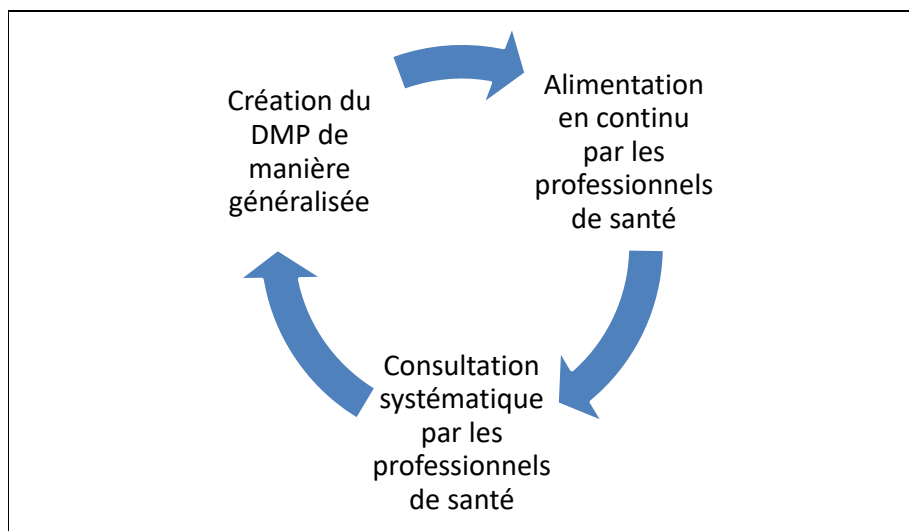 Création du
DMP de
manière
généralisée
Alimentation
en continu
par les
professionnels
de santé
Consultation
systématique
par les
professionnels
de santé